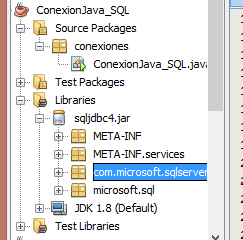 ConexionJava_SQL
Source Packages
conexiones
ConexionJava_SQL.java
Test Packages
Libraries
sqljdbc4.jar
META-INF
META-INF.services
com.microsoft.sqlserver
microsoft.sql
JDK 1.8 (Default)
Test Libraries